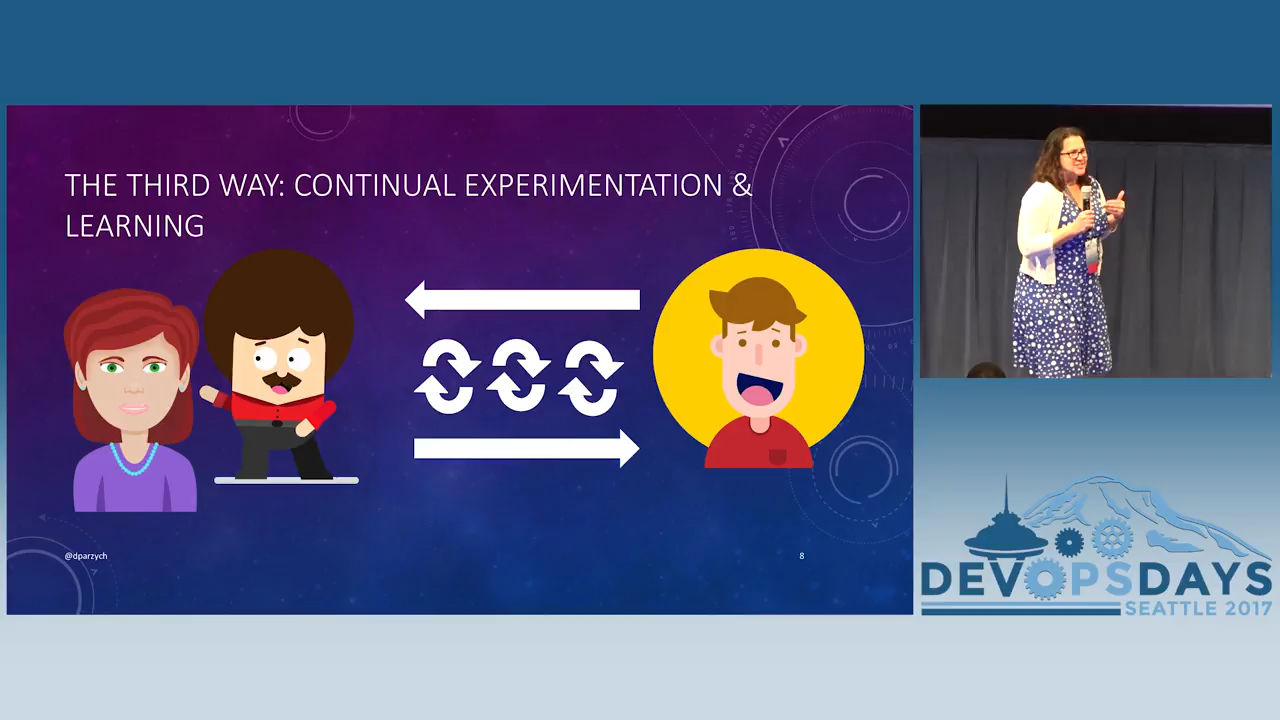 THE THIRD WAY: CONTINUAL EXPERIMENTATION &
LEARNING
@dparzych
8
DEVOPSDAYS
SEATTLE 2017